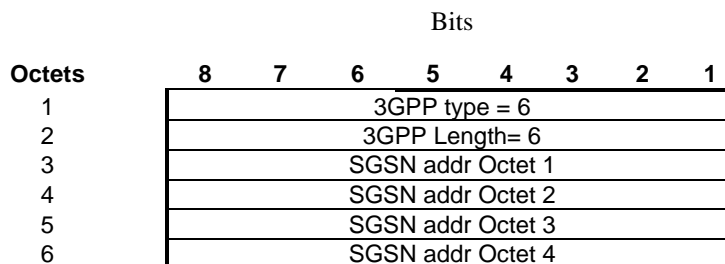 Bits
Octets 8 7 6 5 4 3 2 1
1 3GPP type = 6
2 3GPP Length= 6
3 SGSN addr Octet 1
4 SGSN addr Octet 2
5 SGSN addr Octet 3
6 SGSN addr Octet 4